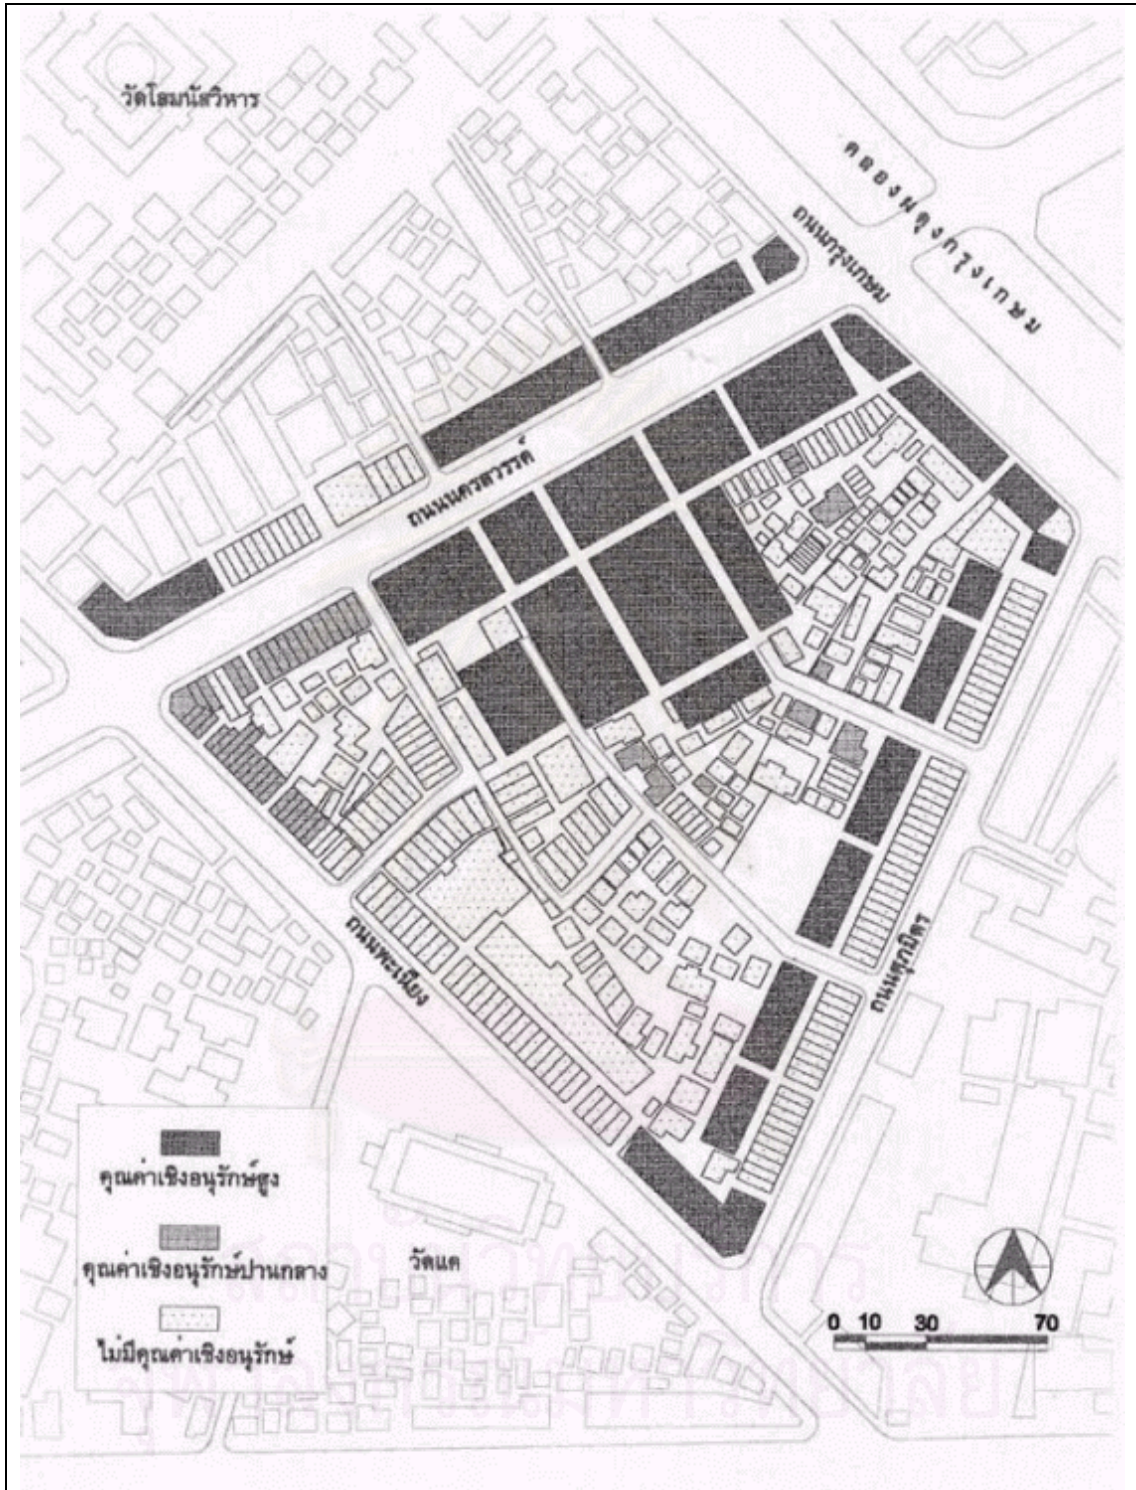 วัดโสมนัสวิหาร
คลองผดุงกรุงเกษม
ถนนกรุงเกษม
ถนนนครสวรรค์
ถนนศุภมิตร
ถนนพะเนียง
คุณค่าเชิงอนุรักษ์สูง
คุณค่าเชิงอนุรักษ์ปานกลาง
ไม่มีคุณค่าเชิงอนุรักษ์
วัดแค
0 10 30 70